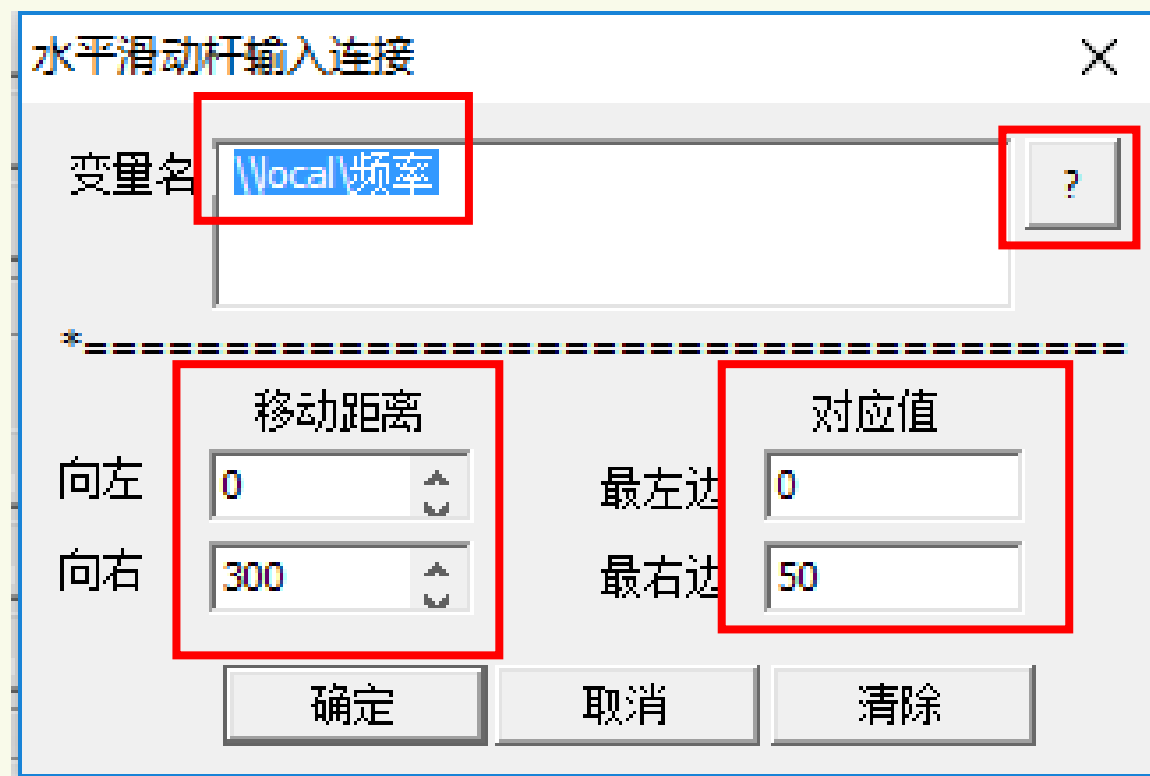 水平滑动杆输入连接
变量名 \\local\频率 ?
*=====================================
移动距离 对应值
向左 0 最左边 0
向右 300 最右边 50
确定 取消 清除